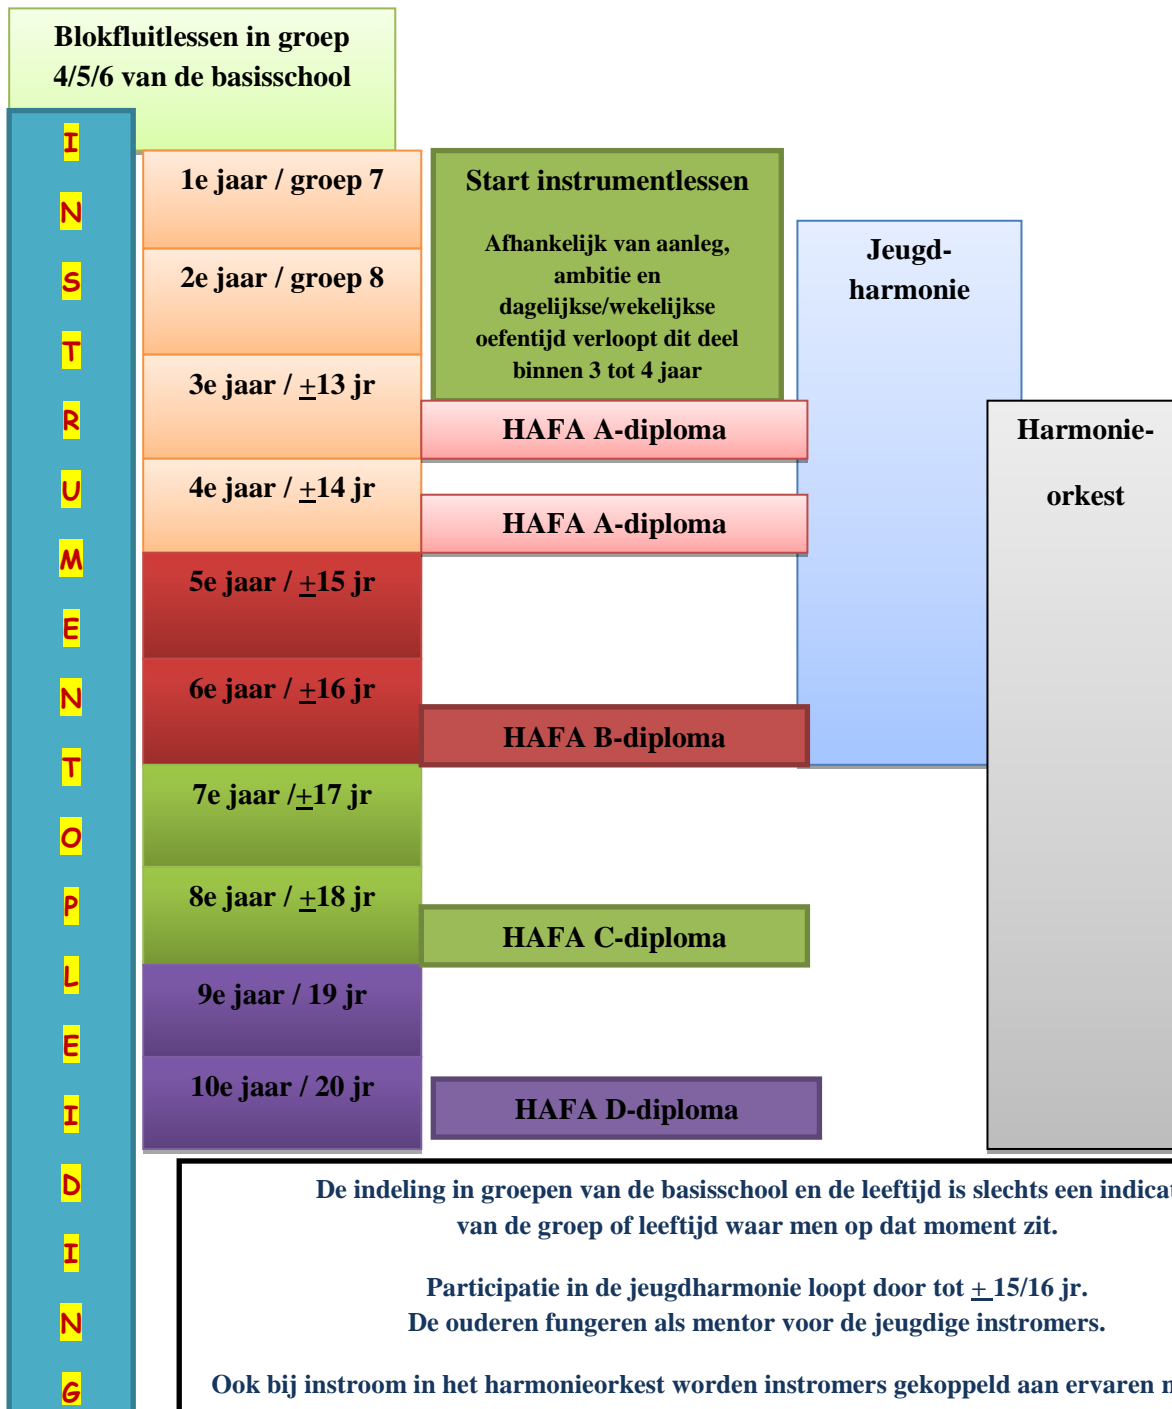 Blokfluitlessen in groep
4/5/6 van de basisschool
I
N
S
T
R
U
M
E
N
T
O
P
L
E
I
D
I
N
G
1e jaar / groep 7
2e jaar / groep 8
3e jaar / ±13 jr
4e jaar / ±14 jr
5e jaar / ±15 jr
6e jaar / ±16 jr
7e jaar /±17 jr
8e jaar / ±18 jr
9e jaar / 19 jr
10e jaar / 20 jr
Start instrumentlessen
Afhankelijk van aanleg,
ambitie en
dagelijkse/wekelijkse
oefentijd verloopt dit deel
binnen 3 tot 4 jaar
HAFA A-diploma
HAFA A-diploma
HAFA B-diploma
HAFA C-diploma
HAFA D-diploma
Jeugd-
harmonie
Harmonie-
orkest
De indeling in groepen van de basisschool en de leeftijd is slechts een
van de groep of leeftijd waar men op dat moment zit.
Participatie in de jeugdharmonie loopt door tot ± 15/16 jr.
De ouderen fungeren als mentor voor de jeugdige instromers.
Ook bij instroom in het harmonieorkest worden instromers gekoppeld aan ervaren